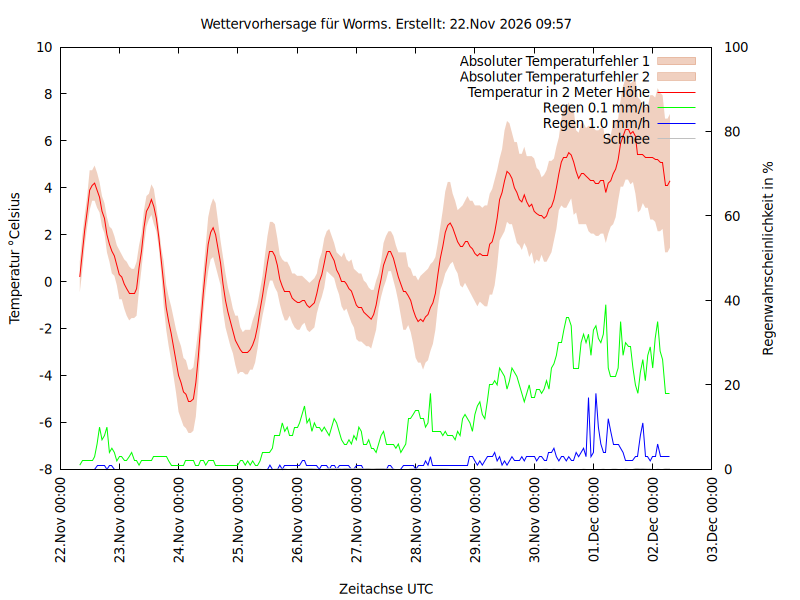 Wettervorhersage für Worms. Erstellt: 22.Nov 2026 09:57
Absoluter Temperaturfehler 1
Absoluter Temperaturfehler 2
Temperatur in 2 Meter Höhe
Regen 0.1 mm/h
Regen 1.0 mm/h
Schnee
Temperatur °Celsius
10
8
6
4
2
0
-2
-4
-6
-8
Regenwahrscheinlichkeit in %
100
80
60
40
20
0
22.Nov 00:00
23.Nov 00:00
24.Nov 00:00
25.Nov 00:00
26.Nov 00:00
27.Nov 00:00
28.Nov 00:00
29.Nov 00:00
30.Nov 00:00
01.Dec 00:00
02.Dec 00:00
03.Dec 00:00
Zeitachse UTC